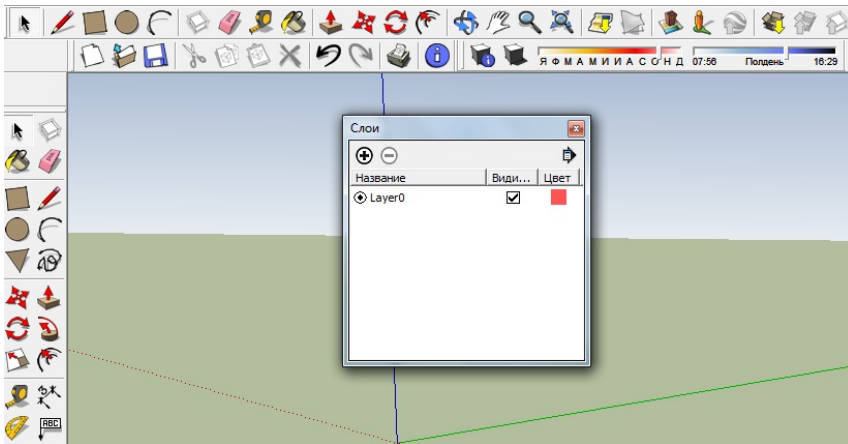 Я Ф М А М И И А С О Н Д 07:56 Полдень 16:29
Слои
Название Види... Цвет
Layer0
ABC